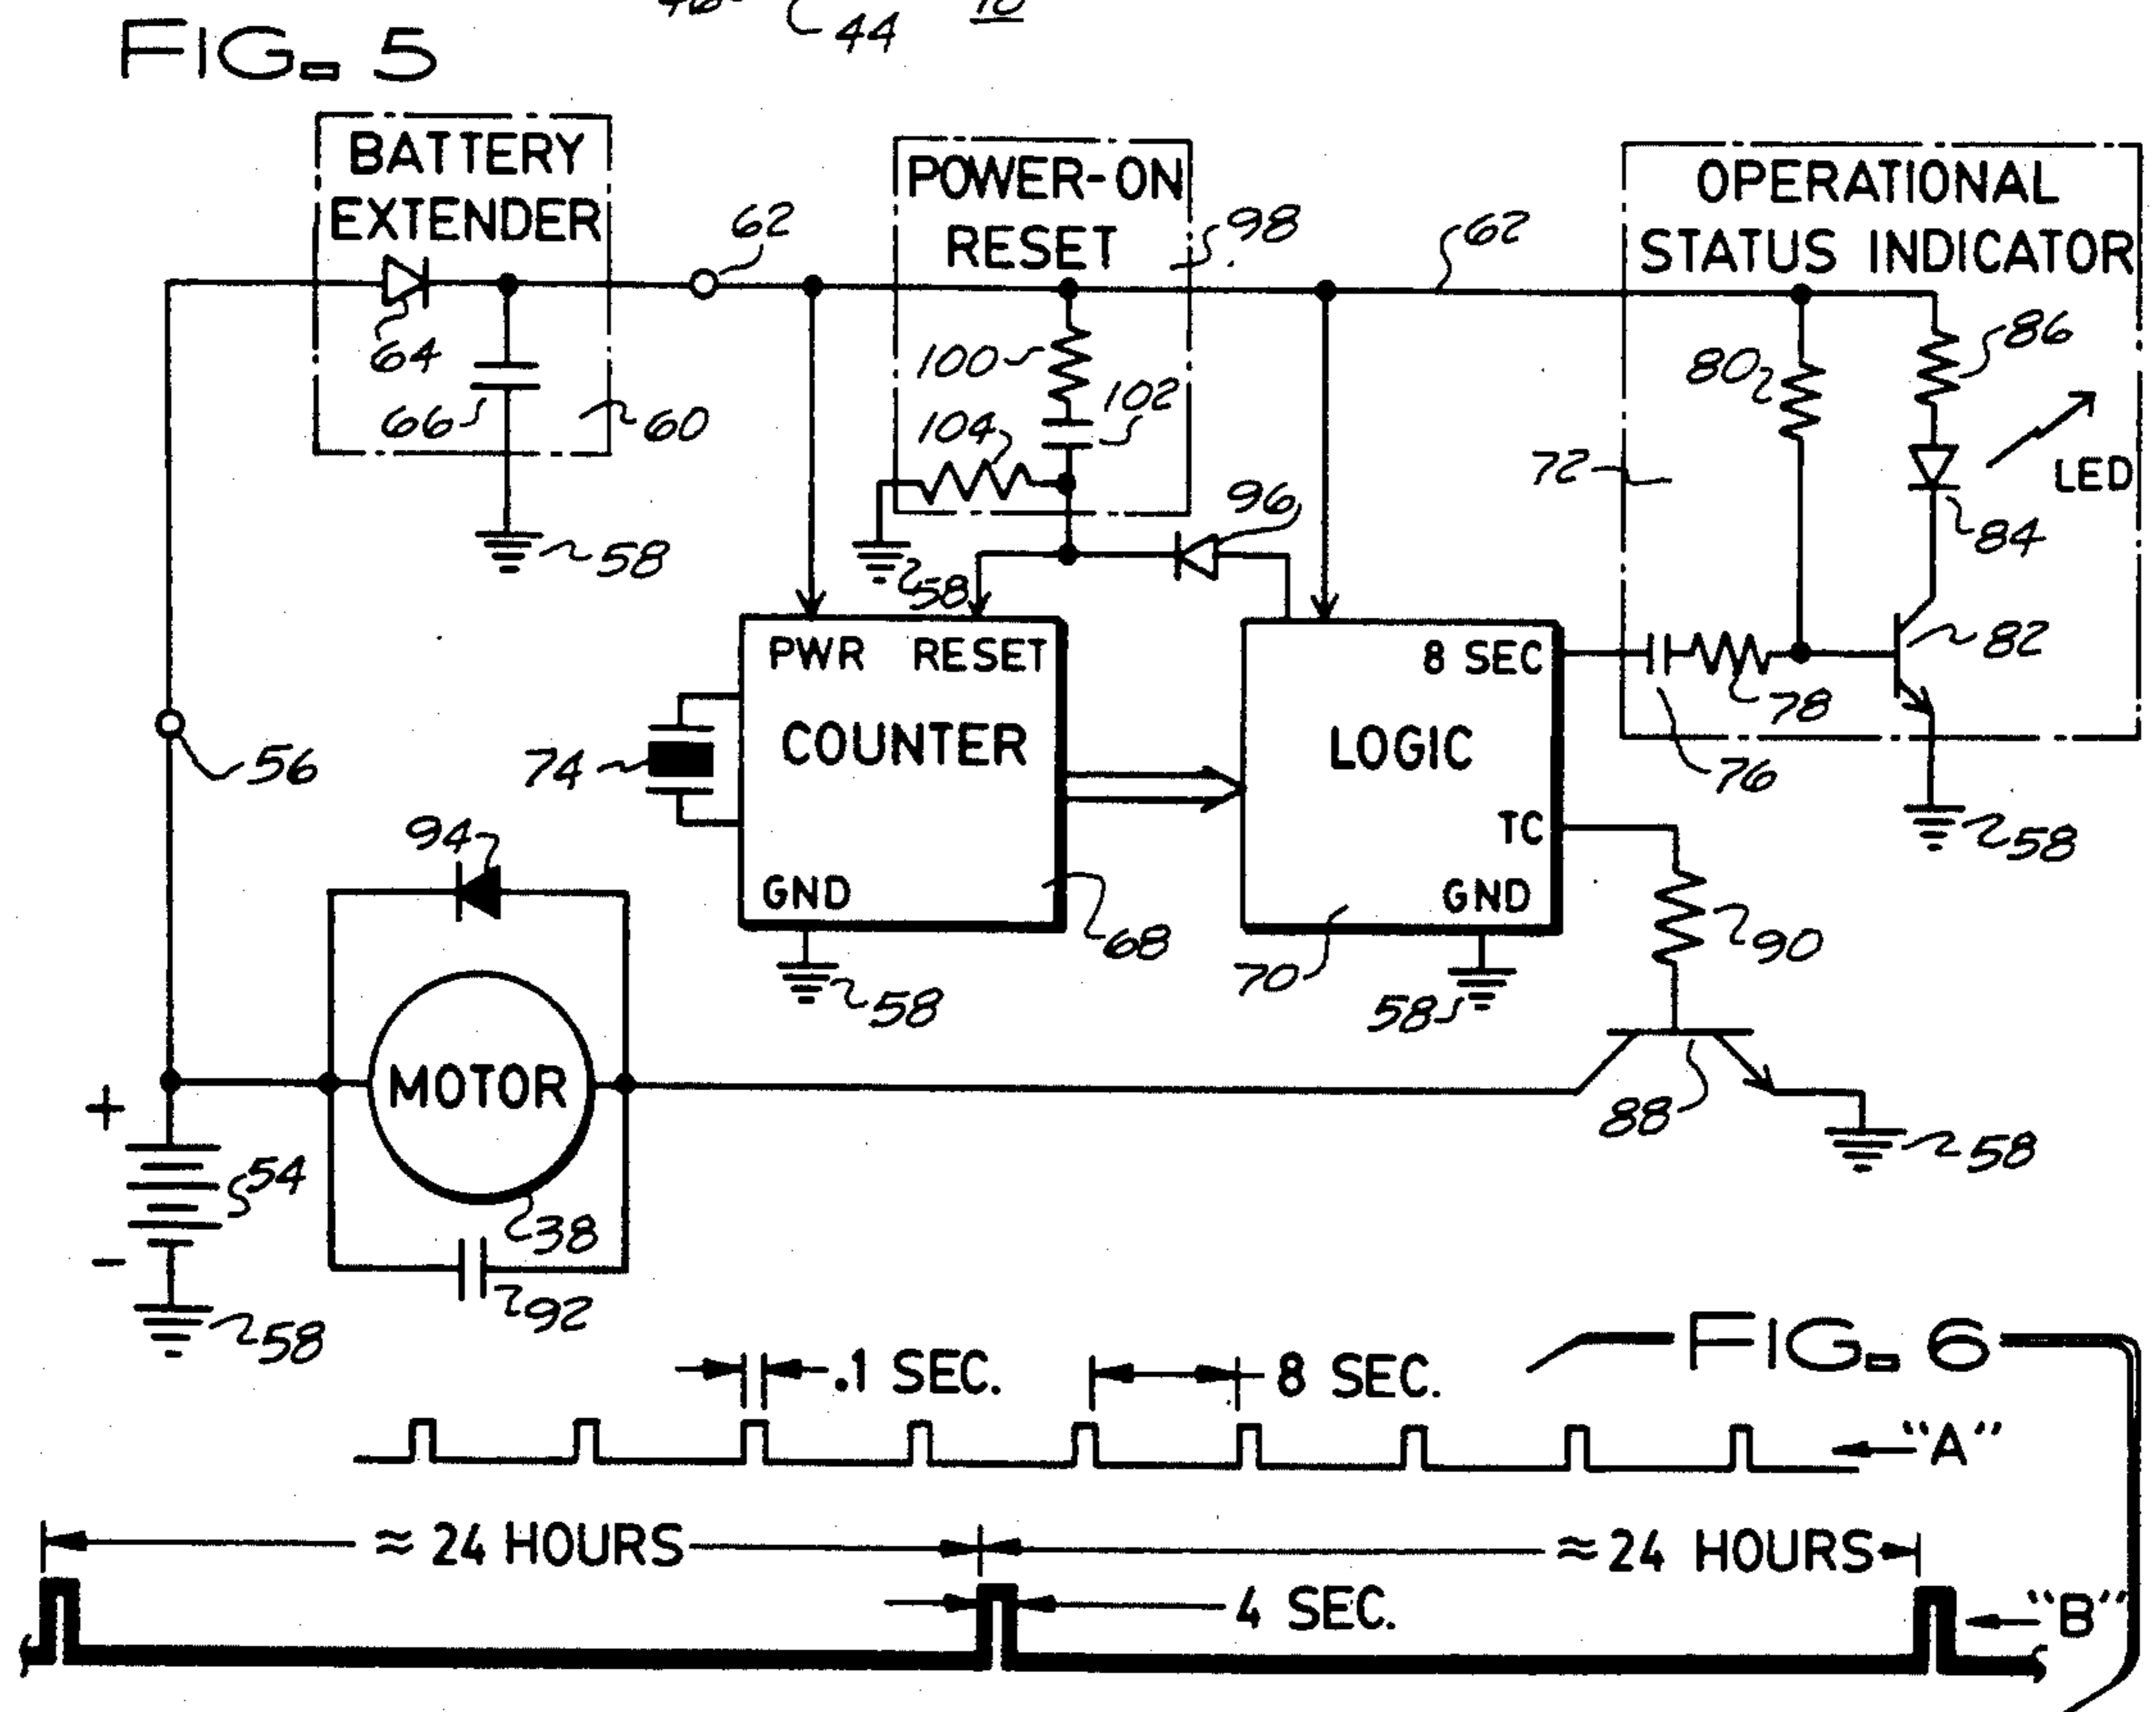 44
10
FIG. 5
BATTERY
EXTENDER
POWER-ON
RESET
OPERATIONAL
STATUS INDICATOR
62
98
62
64
66
60
100
102
104
80
86
72
LED
84
58
58
96
PWR RESET
COUNTER
GND
8 SEC
LOGIC
TC
GND
82
78
76
58
56
74
94
68
58
70
58
90
88
58
MOTOR
+
54
-
38
92
58
FIG. 6
.1 SEC.
8 SEC.
"A"
≈ 24 HOURS
≈ 24 HOURS
4 SEC.
"B"